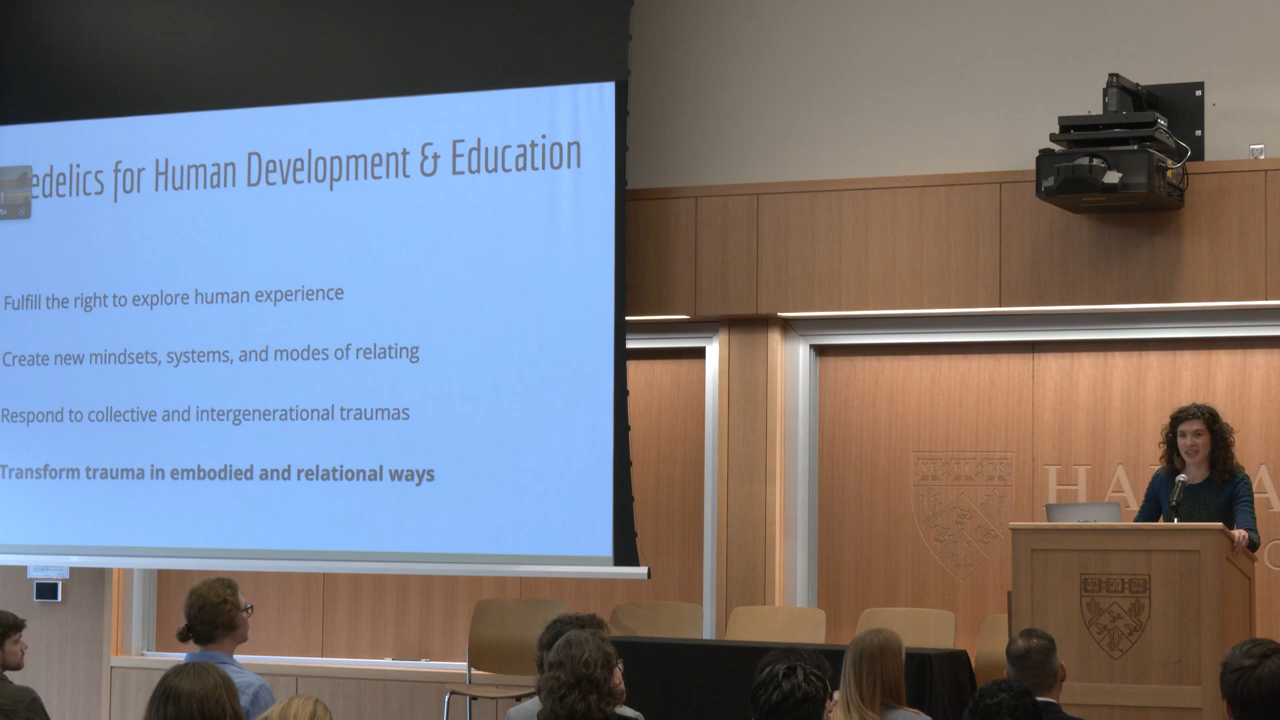 edelics for Human Development & Education
Fulfill the right to explore human experience
Create new mindsets, systems, and modes of relating
Respond to collective and intergenerational traumas
Transform trauma in embodied and relational ways
HA
A